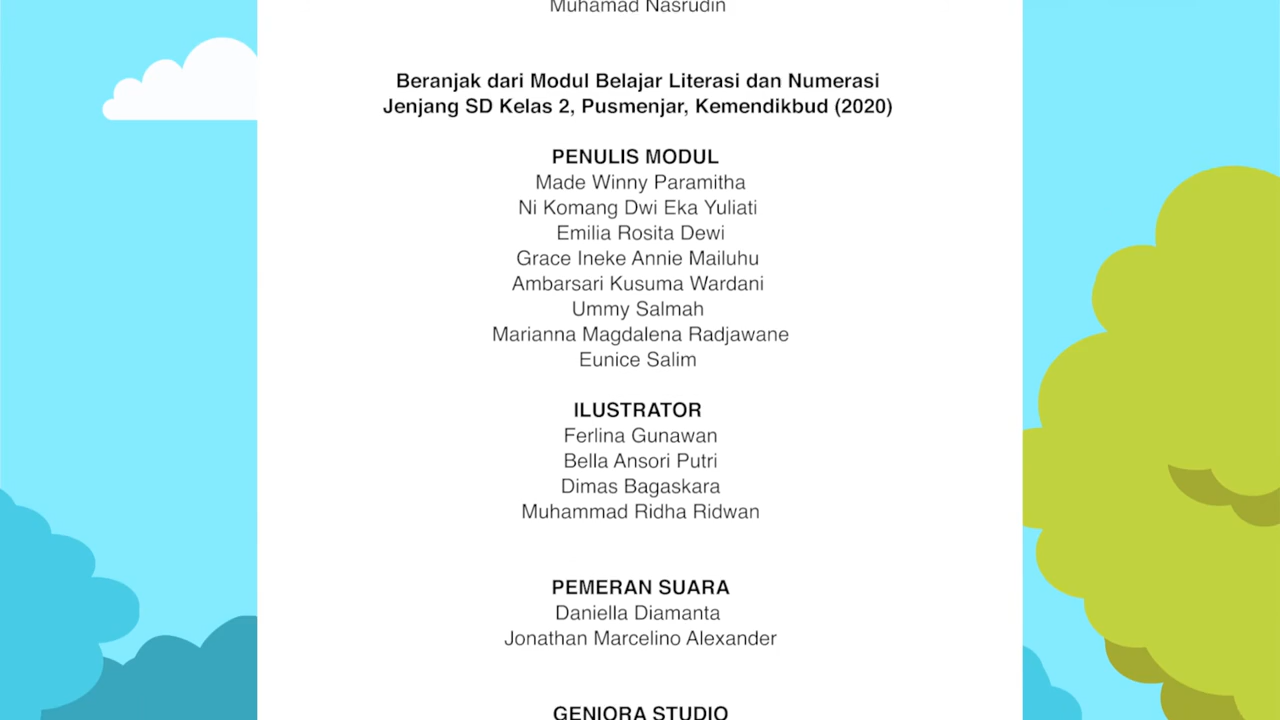 Muhamad Nasrudin
Beranjak dari Modul Belajar Literasi dan Numerasi
Jenjang SD Kelas 2, Pusmenjar, Kemendikbud (2020)
PENULIS MODUL
Made Winny Paramitha
Ni Komang Dwi Eka Yuliati
Emilia Rosita Dewi
Grace Ineke Annie Mailuhu
Ambarsari Kusuma Wardani
Ummy Salmah
Marianna Magdalena Radjawane
Eunice Salim
ILUSTRATOR
Ferlina Gunawan
Bella Ansori Putri
Dimas Bagaskara
Muhammad Ridha Ridwan
PEMERAN SUARA
Daniella Diamanta
Jonathan Marcelino Alexander
GENIORA STUDIO